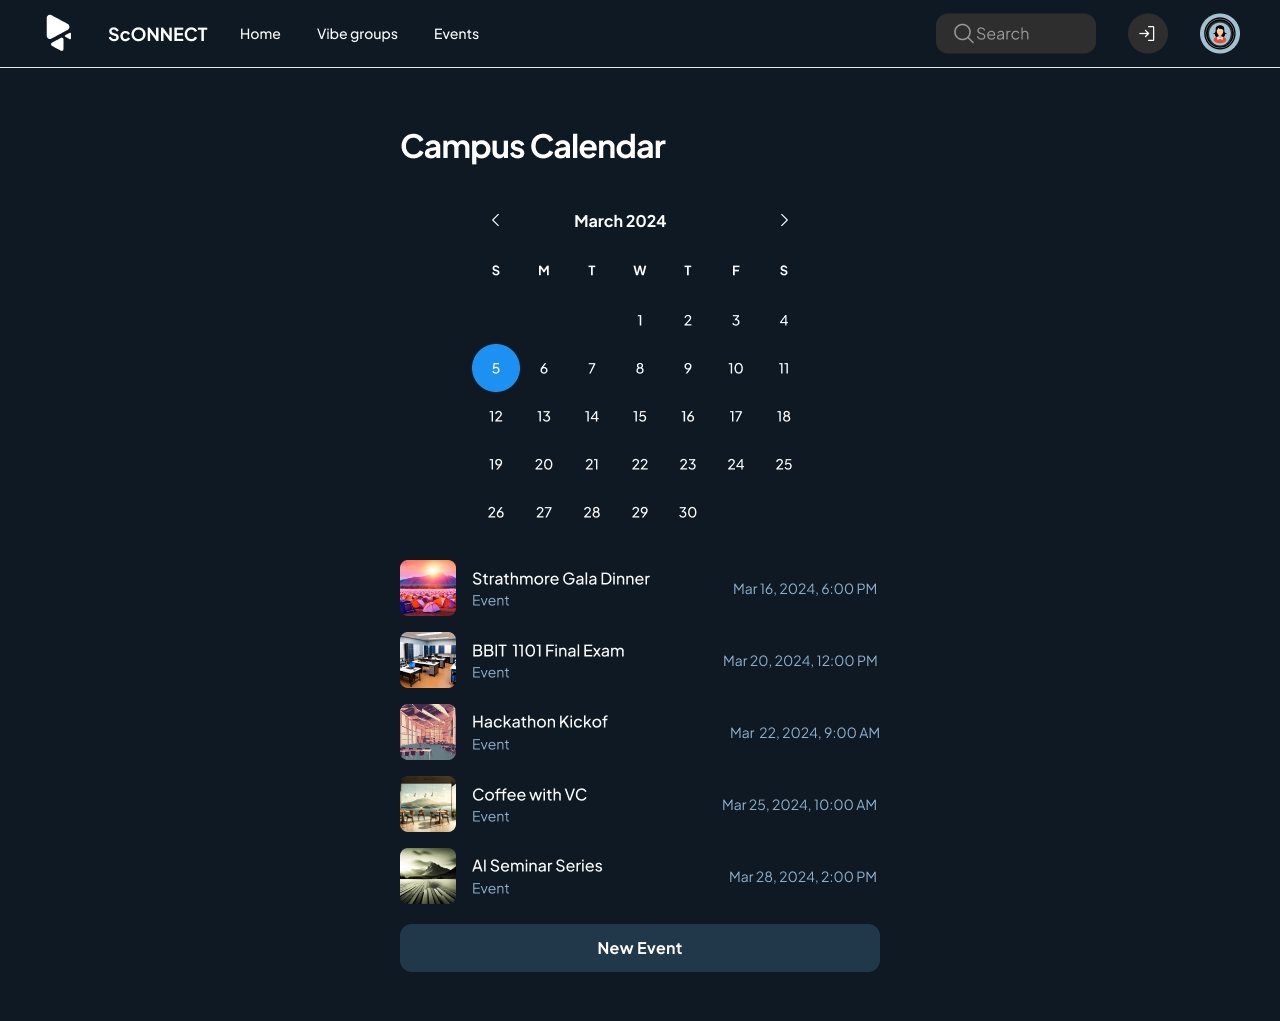 ScONNECT Home Vibe groups Events Search
Campus Calendar
March 2024
S M T W T F S
1 2 3 4
5 6 7 8 9 10 11
12 13 14 15 16 17 18
19 20 21 22 23 24 25
26 27 28 29 30
Strathmore Gala Dinner
Event
Mar 16, 2024, 6:00 PM
BBIT 1101 Final Exam
Event
Mar 20, 2024, 12:00 PM
Hackathon Kickof
Event
Mar 22, 2024, 9:00 AM
Coffee with VC
Event
Mar 25, 2024, 10:00 AM
AI Seminar Series
Event
Mar 28, 2024, 2:00 PM
New Event